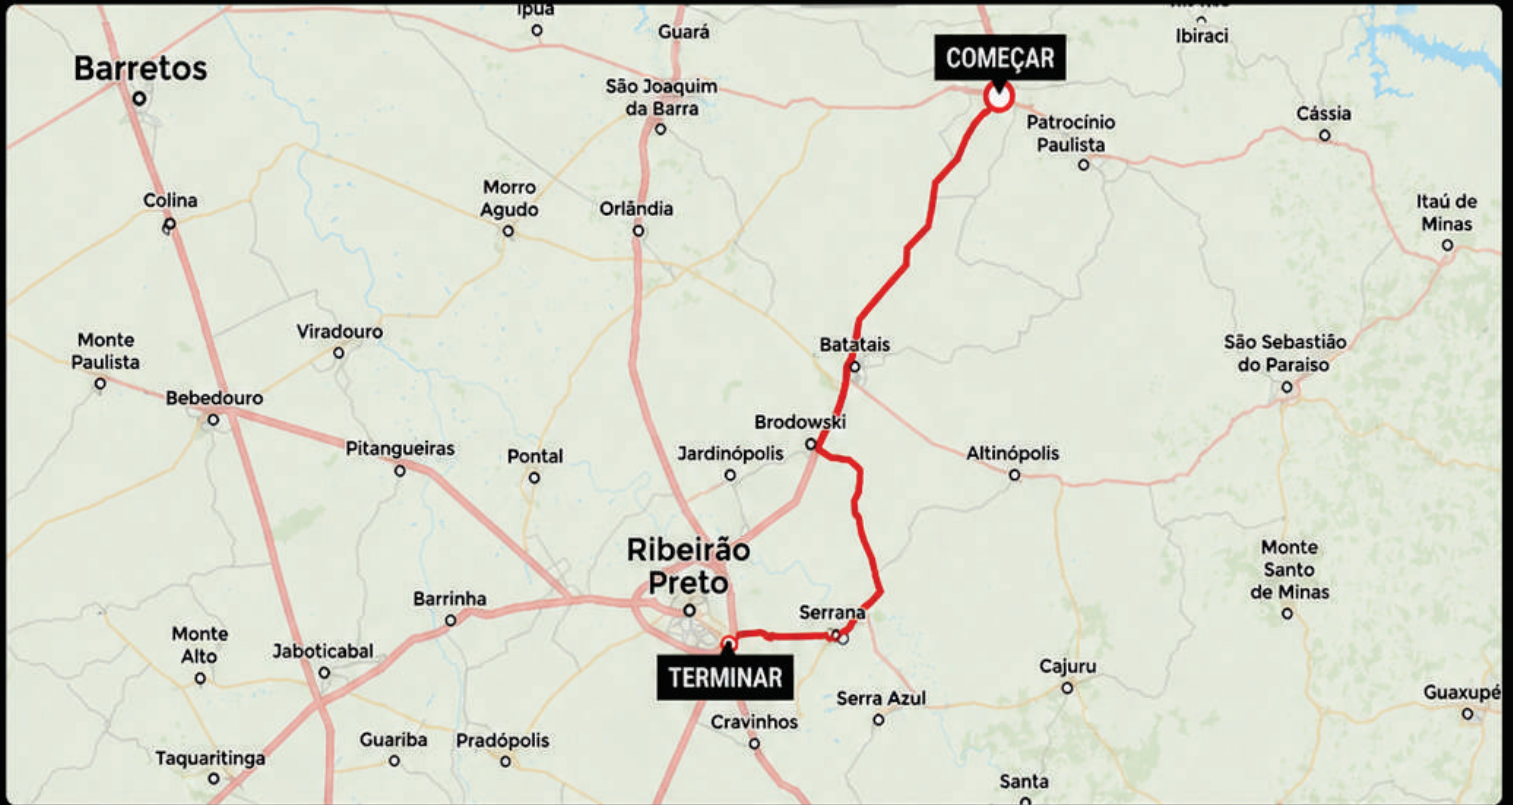 Ipuã
Guará
Ibiraci
COMEÇAR
Barretos
São Joaquim
da Barra
Patrocínio
Paulista
Cássia
Colina
Morro
Agudo
Orlândia
Itaú de
Minas
Monte
Paulista
Viradouro
Batatais
São Sebastião
do Paraiso
Bebedouro
Brodowski
Pitangueiras
Pontal
Jardinópolis
Altinópolis
Ribeirão
Preto
Monte
Santo
de Minas
Barrinha
Serrana
Monte
Alto
Jaboticabal
TERMINAR
Cajuru
Serra Azul
Guaxupé
Cravinhos
Guariba
Pradópolis
Taquaritinga
Santa